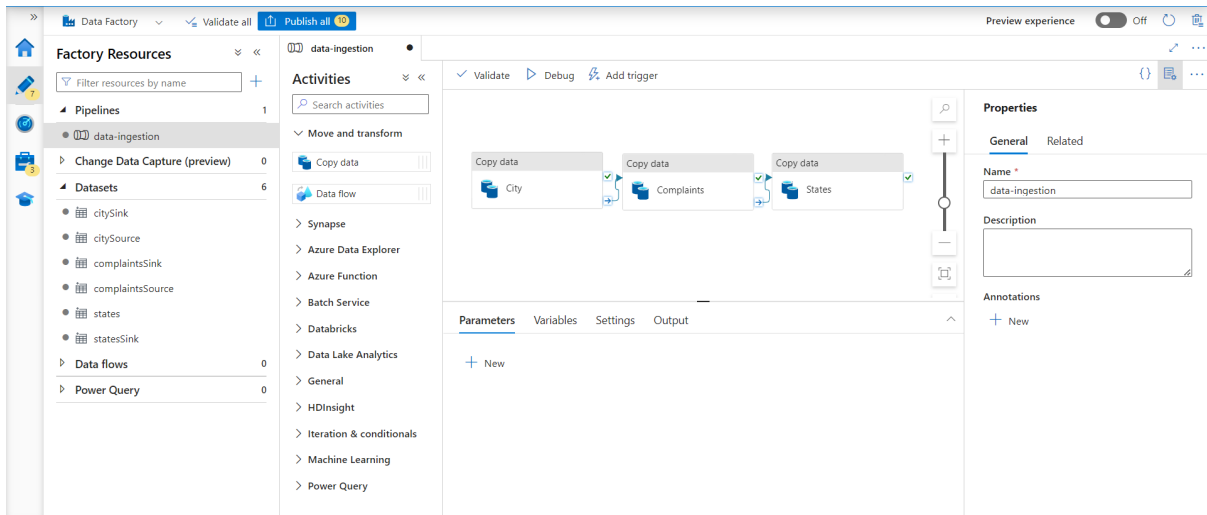 Data Factory
Validate all
Publish all 10
Preview experience
Off
Factory Resources
Filter resources by name
7
3
Pipelines 1
data-ingestion
Change Data Capture (preview) 0
Datasets 6
citySink
citySource
complaintsSink
complaintsSource
states
statesSink
Data flows 0
Power Query 0
data-ingestion
Activities
Search activities
Move and transform
Copy data
Data flow
Synapse
Azure Data Explorer
Azure Function
Batch Service
Databricks
Data Lake Analytics
General
HDInsight
Iteration & conditionals
Machine Learning
Power Query
Validate
Debug
Add trigger
Copy data
City
Copy data
Complaints
Copy data
States
Parameters
Variables
Settings
Output
New
Properties
General
Related
Name *
data-ingestion
Description
Annotations
New